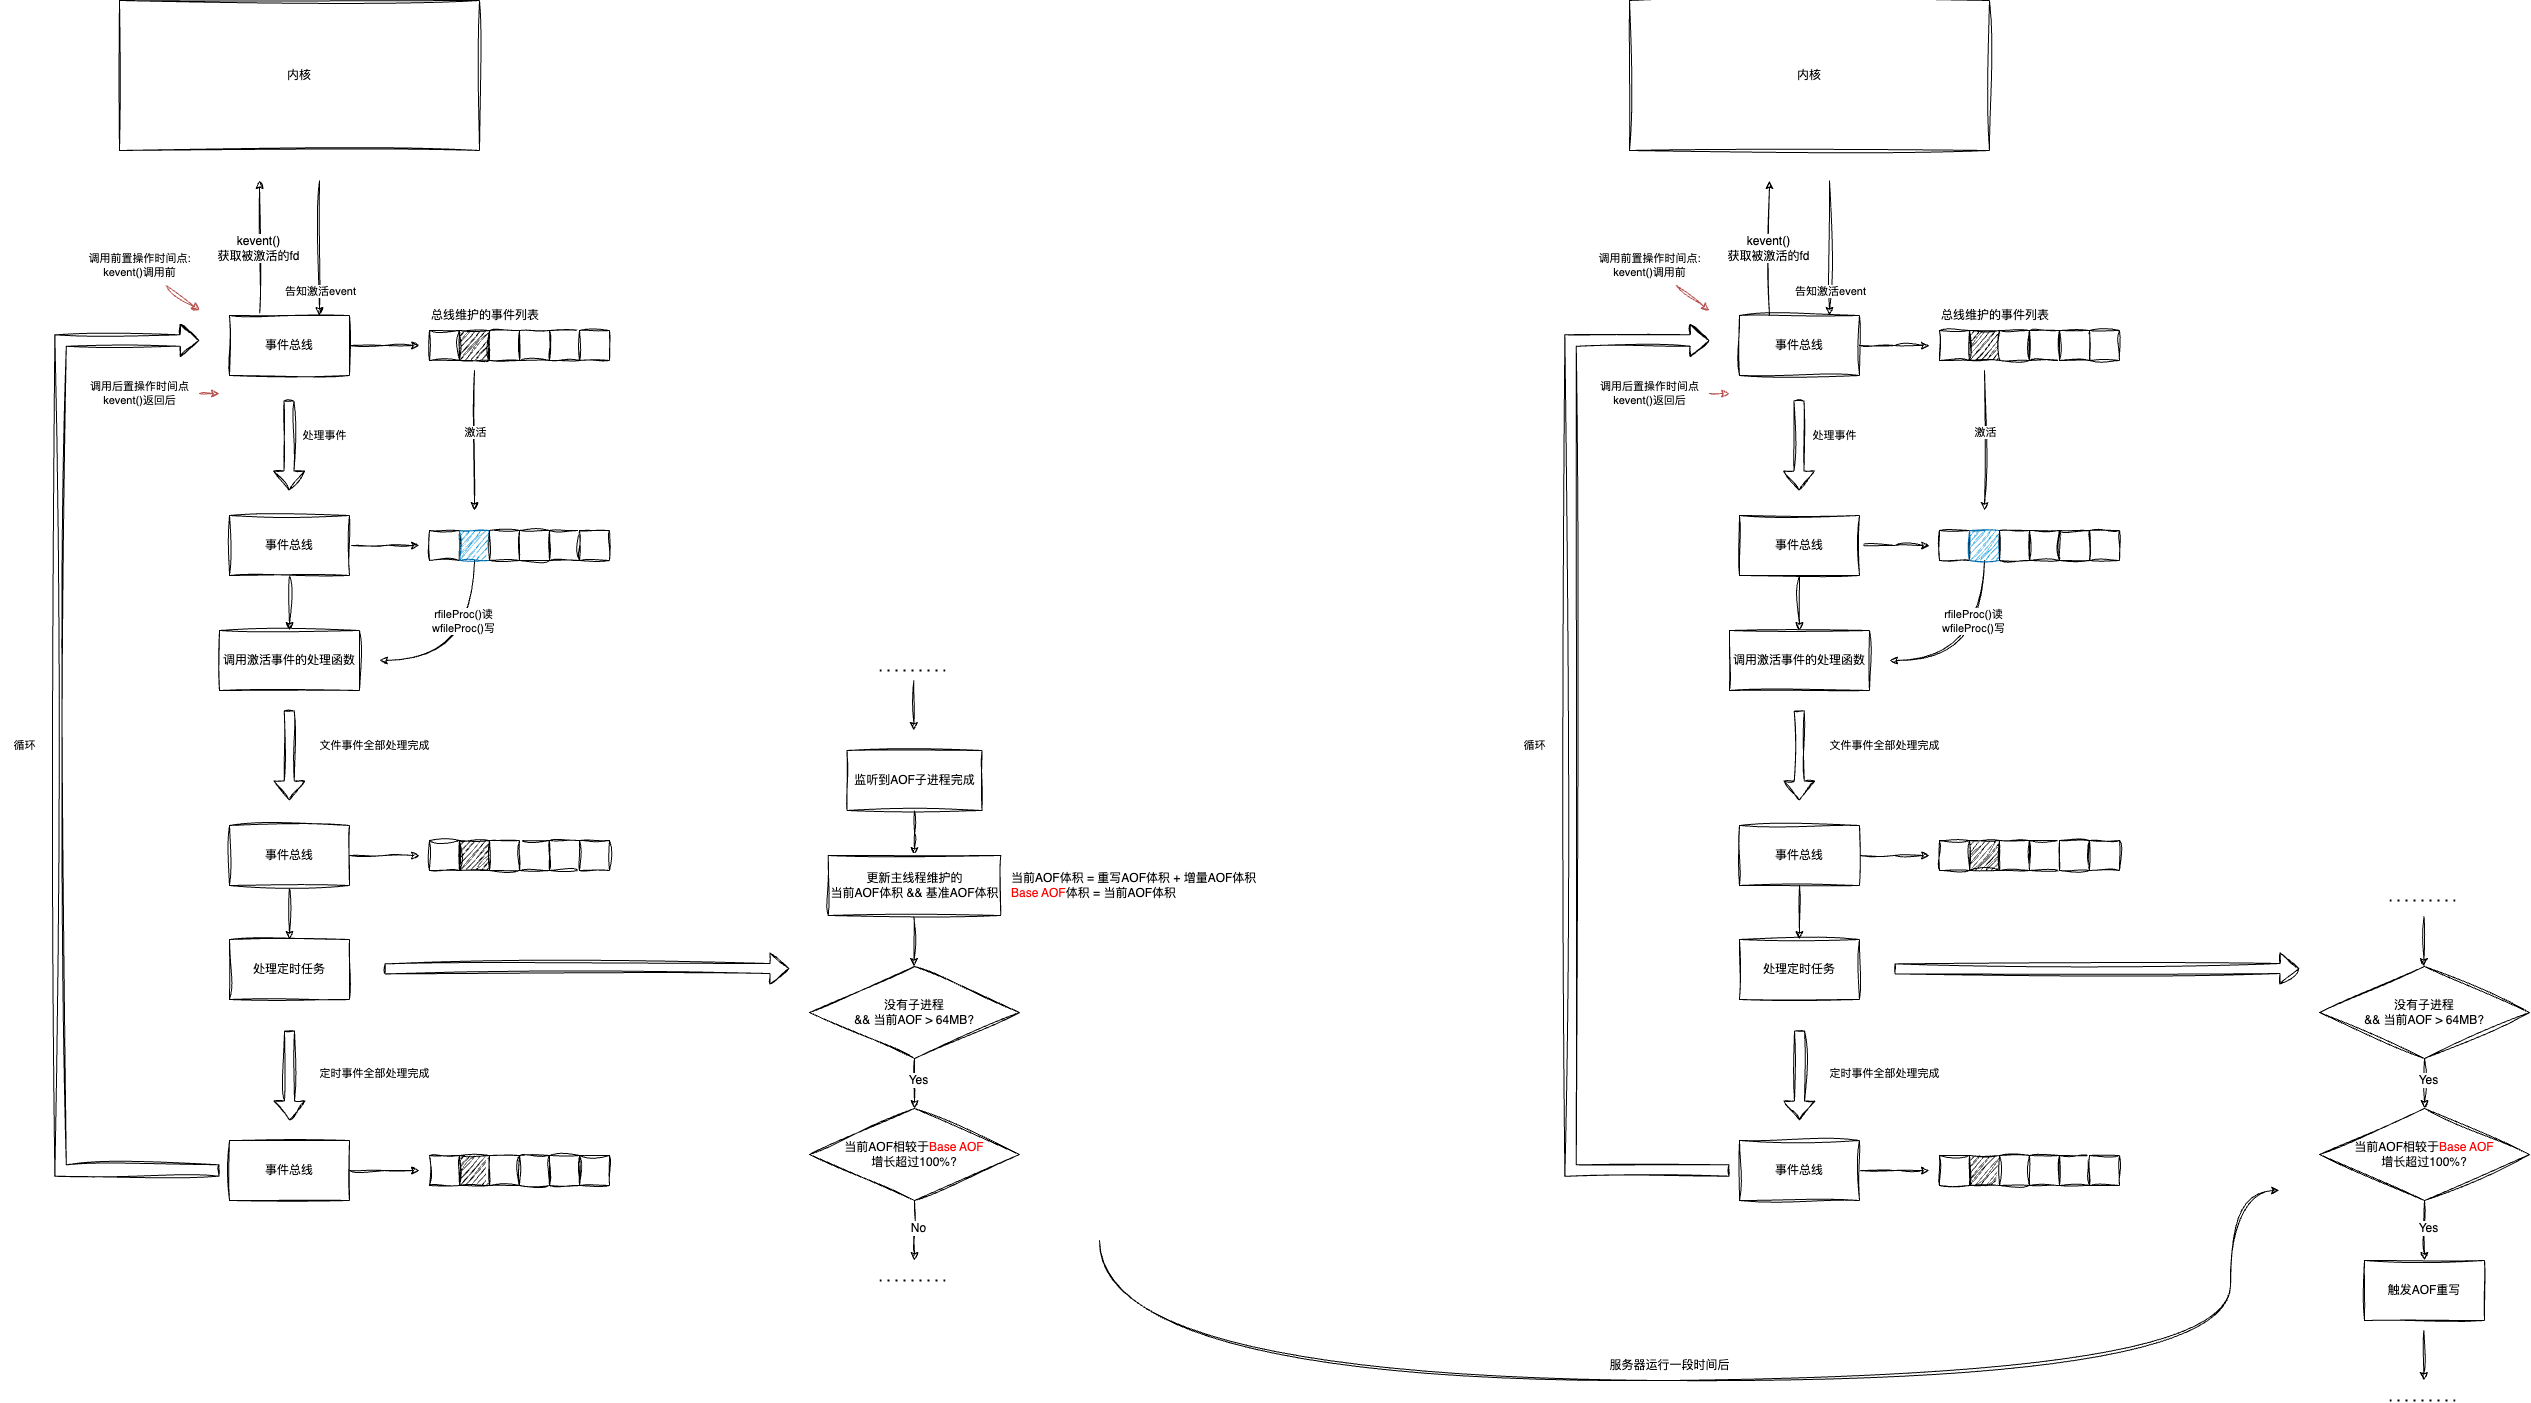 内核
kevent()
获取被激活的fd
调用前置操作时间点:
kevent()调用前
告知激活event
总线维护的事件列表
事件总线
调用后置操作时间点
kevent()返回后
处理事件
激活
事件总线
rfileProc()读
wfileProc()写
调用激活事件的处理函数
循环
文件事件全部处理完成
事件总线
处理定时任务
定时事件全部处理完成
事件总线
.........
监听到AOF子进程完成
更新主线程维护的
当前AOF体积 && 基准AOF体积
当前AOF体积 = 重写AOF体积 + 增量AOF体积
Base AOF体积 = 当前AOF体积
没有子进程
&& 当前AOF > 64MB?
Yes
当前AOF相较于Base AOF
增长超过100%?
No
.........
服务器运行一段时间后
内核
kevent()
获取被激活的fd
调用前置操作时间点:
kevent()调用前
告知激活event
总线维护的事件列表
事件总线
调用后置操作时间点
kevent()返回后
处理事件
激活
事件总线
rfileProc()读
wfileProc()写
调用激活事件的处理函数
循环
文件事件全部处理完成
事件总线
处理定时任务
定时事件全部处理完成
事件总线
.........
没有子进程
&& 当前AOF > 64MB?
Yes
当前AOF相较于Base AOF
增长超过100%?
Yes
触发AOF重写
.........